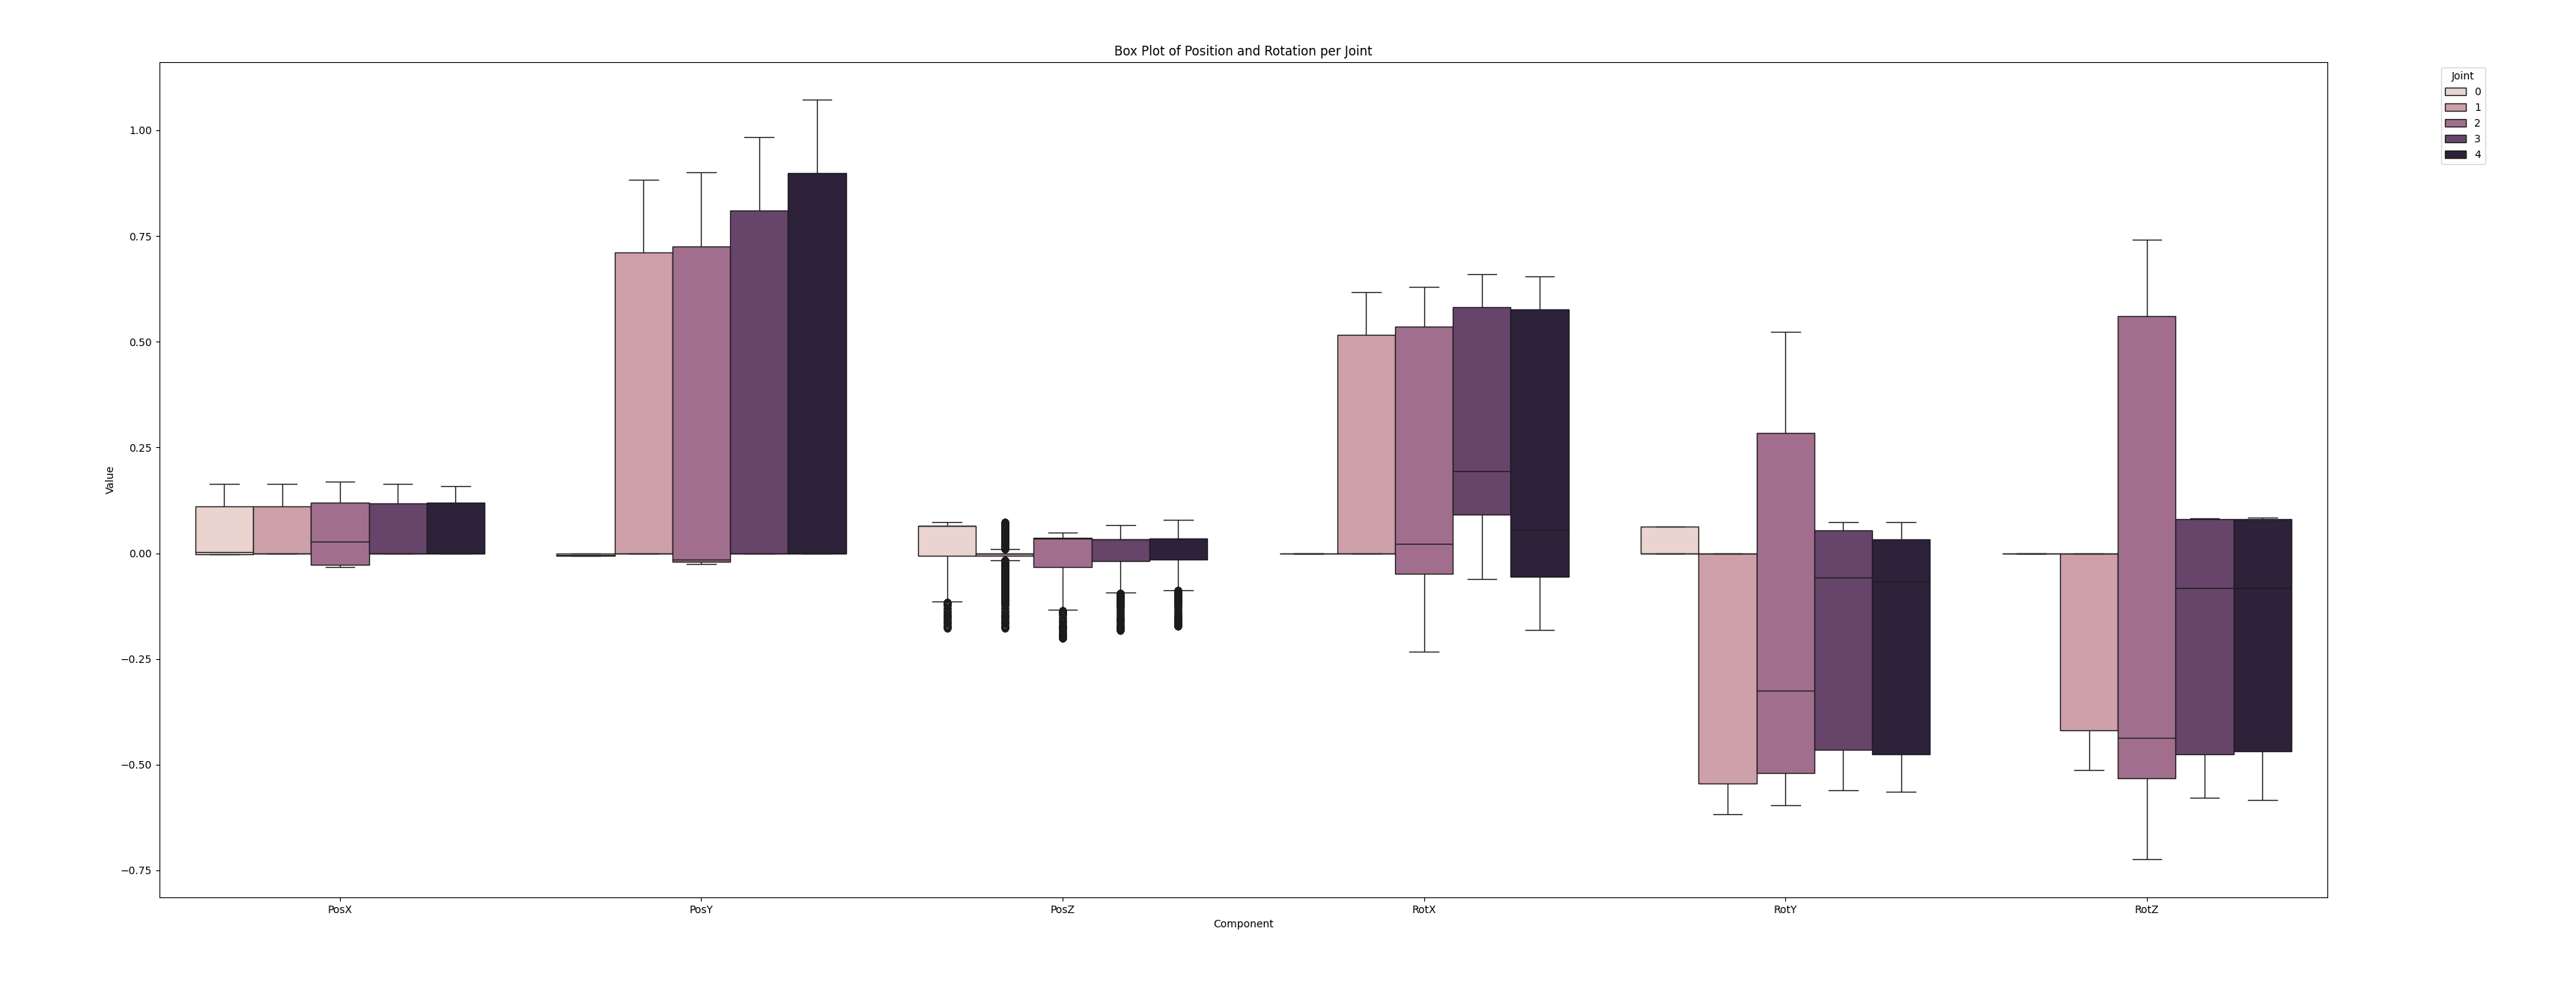 Box Plot of Position and Rotation per Joint
Joint
0
1
2
3
4
1.00
0.75
0.50
0.25
0.00
−0.25
−0.50
−0.75
Value
PosX PosY PosZ RotX RotY RotZ
Component